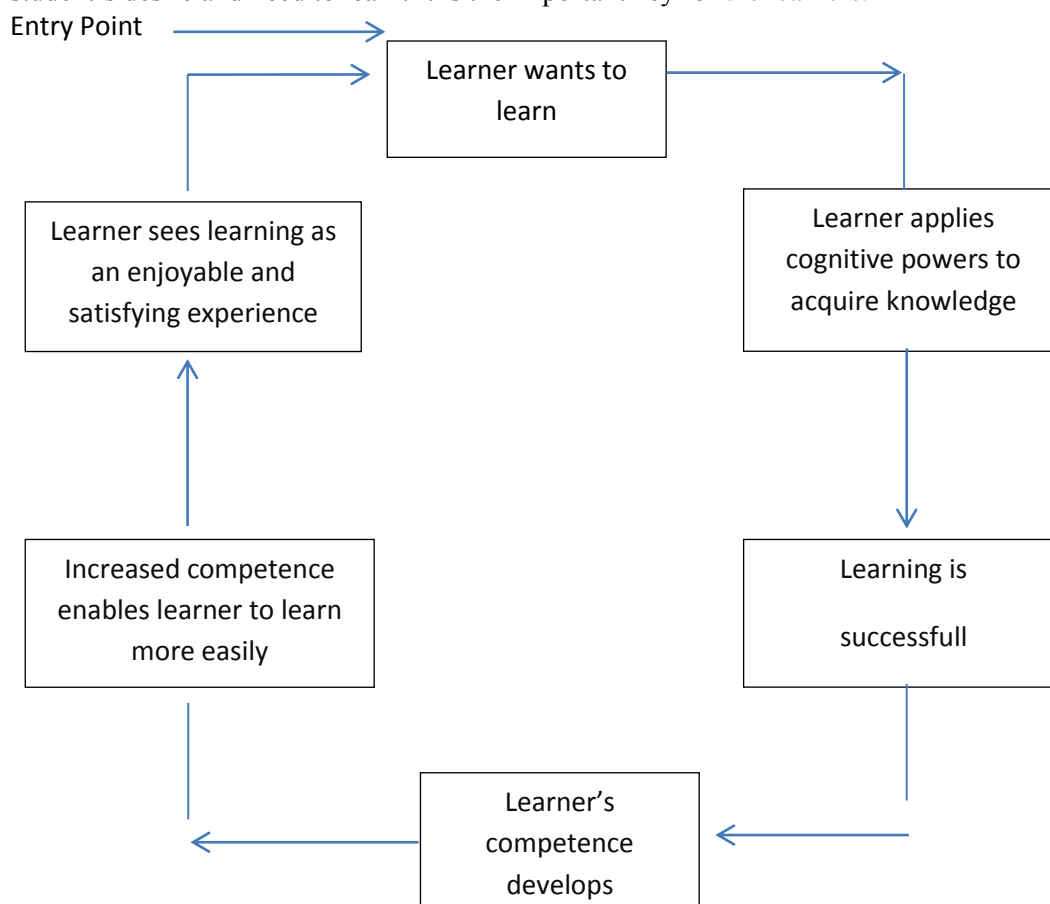 Entry Point
Learner wants to
learn
Learner applies
cognitive powers to
acquire knowledge
Learning is
successfull
Learner’s
competence
develops
Increased competence
enables learner to learn
more easily
Learner sees learning as
an enjoyable and
satisfying experience